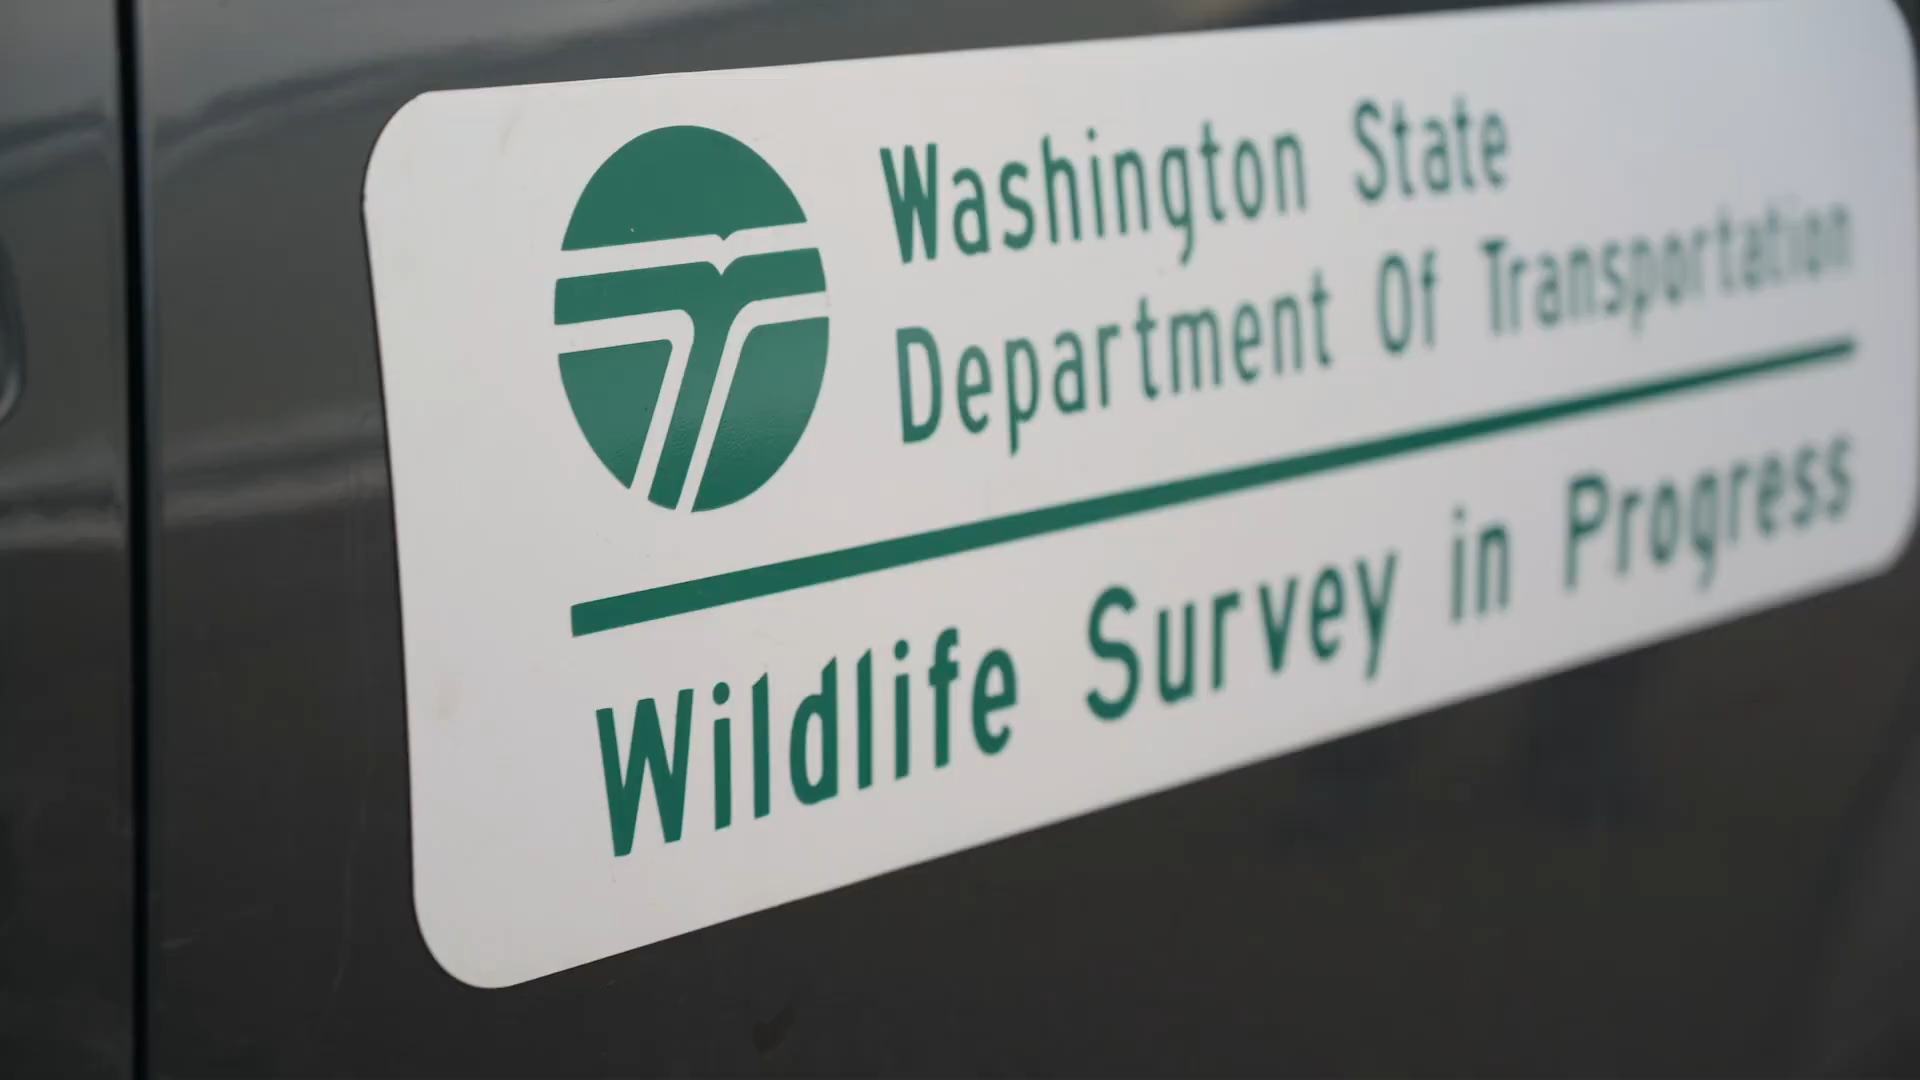 Washington State
Department Of Transportation
Wildlife Survey in Progress